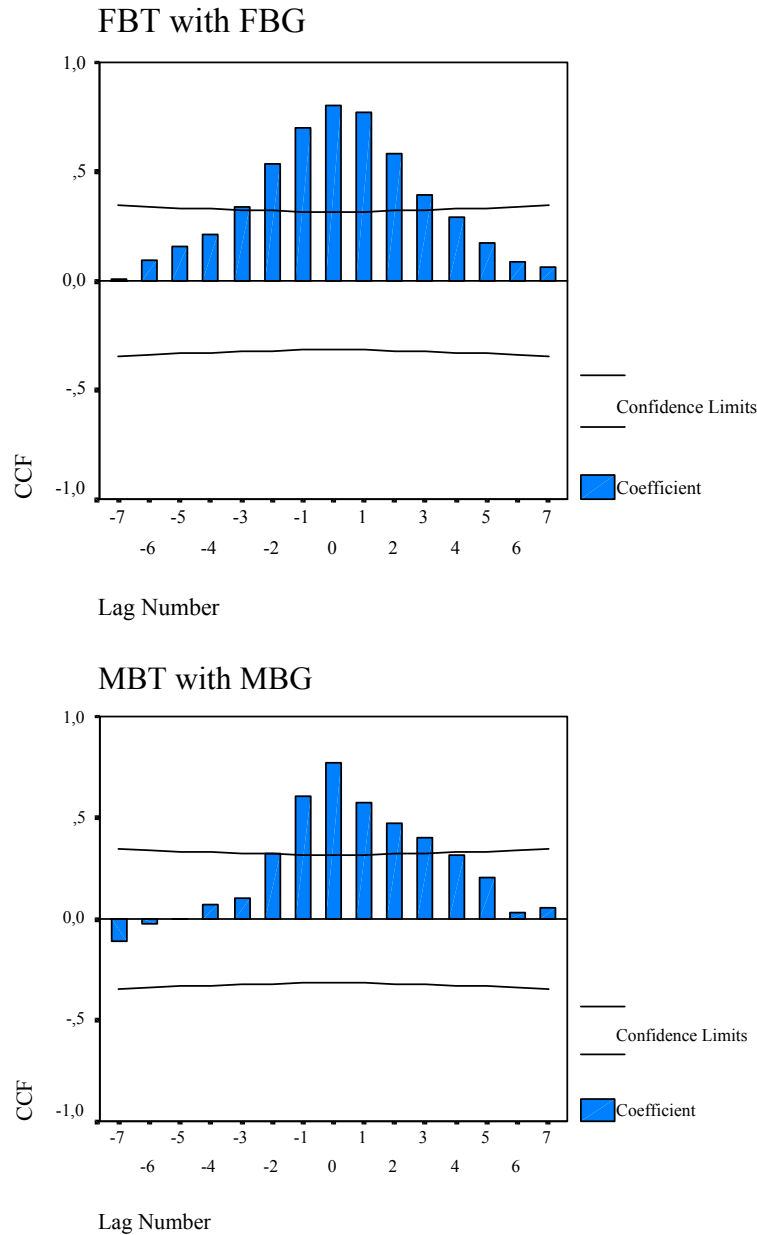 FBT with FBG
1,0
,5
0,0
-,5
-1,0
CCF
-7 -5 -3 -1 1 3 5 7
-6 -4 -2 0 2 4 6
Lag Number
Confidence Limits
Coefficient
MBT with MBG
1,0
,5
0,0
-,5
-1,0
CCF
-7 -5 -3 -1 1 3 5 7
-6 -4 -2 0 2 4 6
Lag Number
Confidence Limits
Coefficient